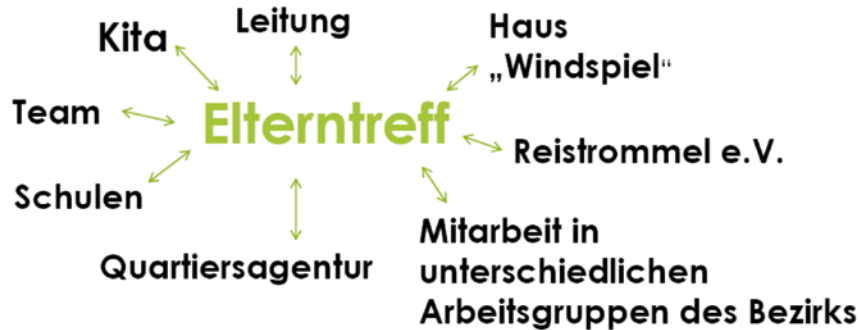 Kita
Leitung
Haus
„Windspiel“
Team
Elterntreff
Reistrommel e.V.
Schulen
Quartiersagentur
Mitarbeit in
unterschiedlichen
Arbeitsgruppen des Bezirks